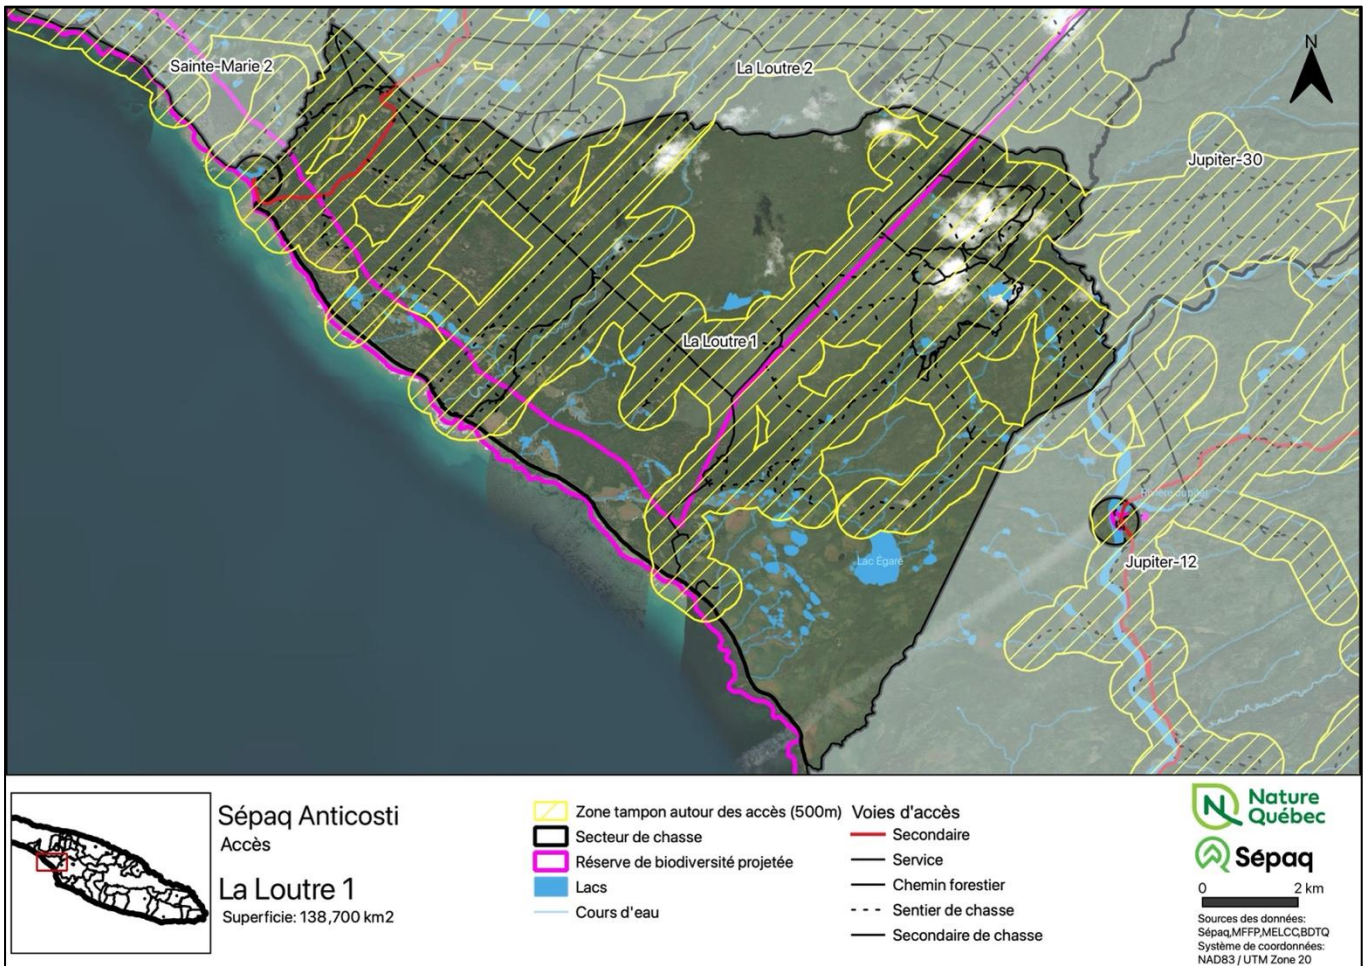 N
Sainte-Marie 2
La Loutre 2
Jupiter-30
La Loutre 1
Rivière Jupiter
Lac Égaré
Jupiter-12
Sépaq Anticosti
Accès
La Loutre 1
Superficie: 138,700 km2
Zone tampon autour des accès (500m)
Secteur de chasse
Réserve de biodiversité projetée
Lacs
Cours d'eau
Voies d'accès
Secondaire
Service
Chemin forestier
Sentier de chasse
Secondaire de chasse
Nature
Québec
Sépaq
0 2 km
Sources des données:
Sépaq,MFFP,MELCC,BDTQ
Système de coordonnées:
NAD83 / UTM Zone 20